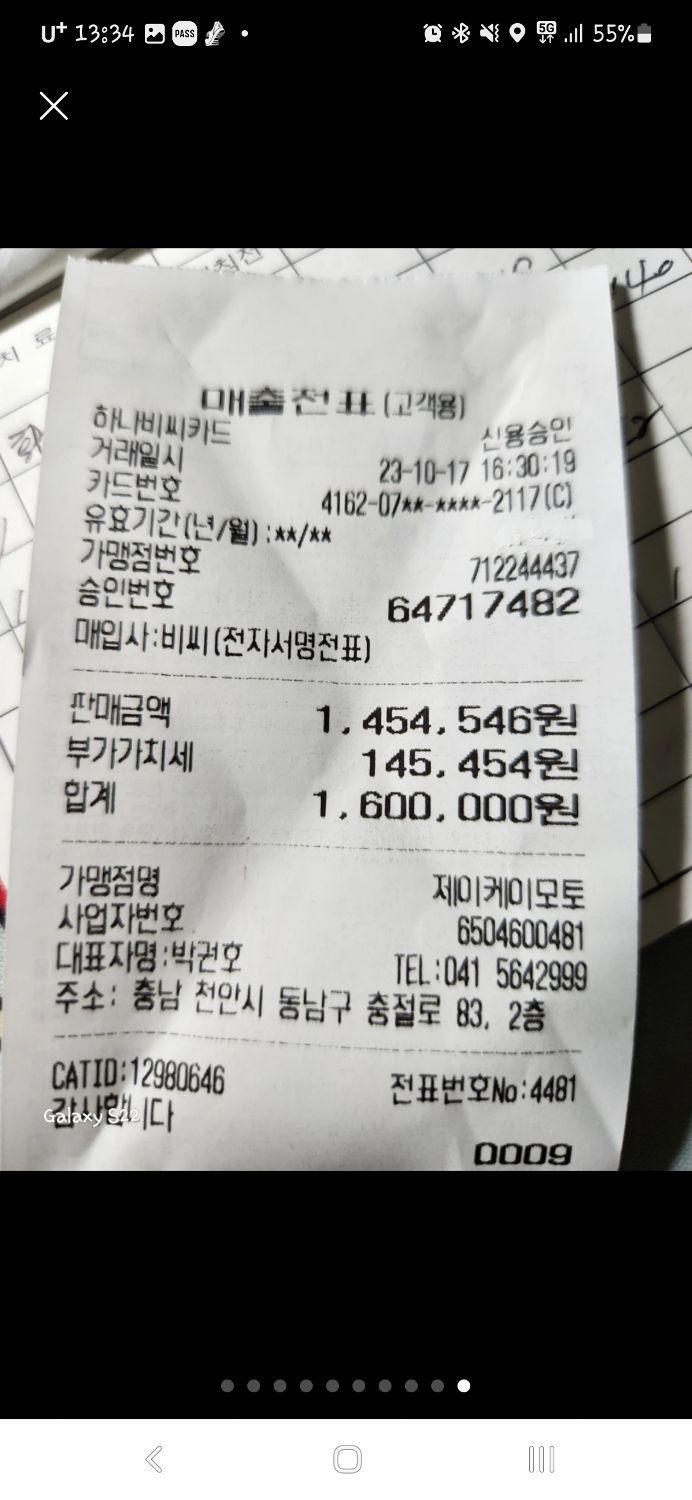 U+ 13:34 PASS 5G 55%
매출전표(고객용)
하나비씨카드 신용승인
거래일시 23-10-17 16:30:19
카드번호 4162-07**-****-2117(C)
유효기간(년/월):**/**
가맹점번호 712244437
승인번호 64717482
매입사:비씨(전자서명전표)
판매금액 1,454,546원
부가가치세 145,454원
합계 1,600,000원
가맹점명 제이케이모토
사업자번호 6504600481
대표자명:박권호 TEL:041 5642999
주소: 충남 천안시 동남구 충절로 83, 2층
CATID:12980646 전표번호No:4481
감사합니다
Galaxy S22
0009